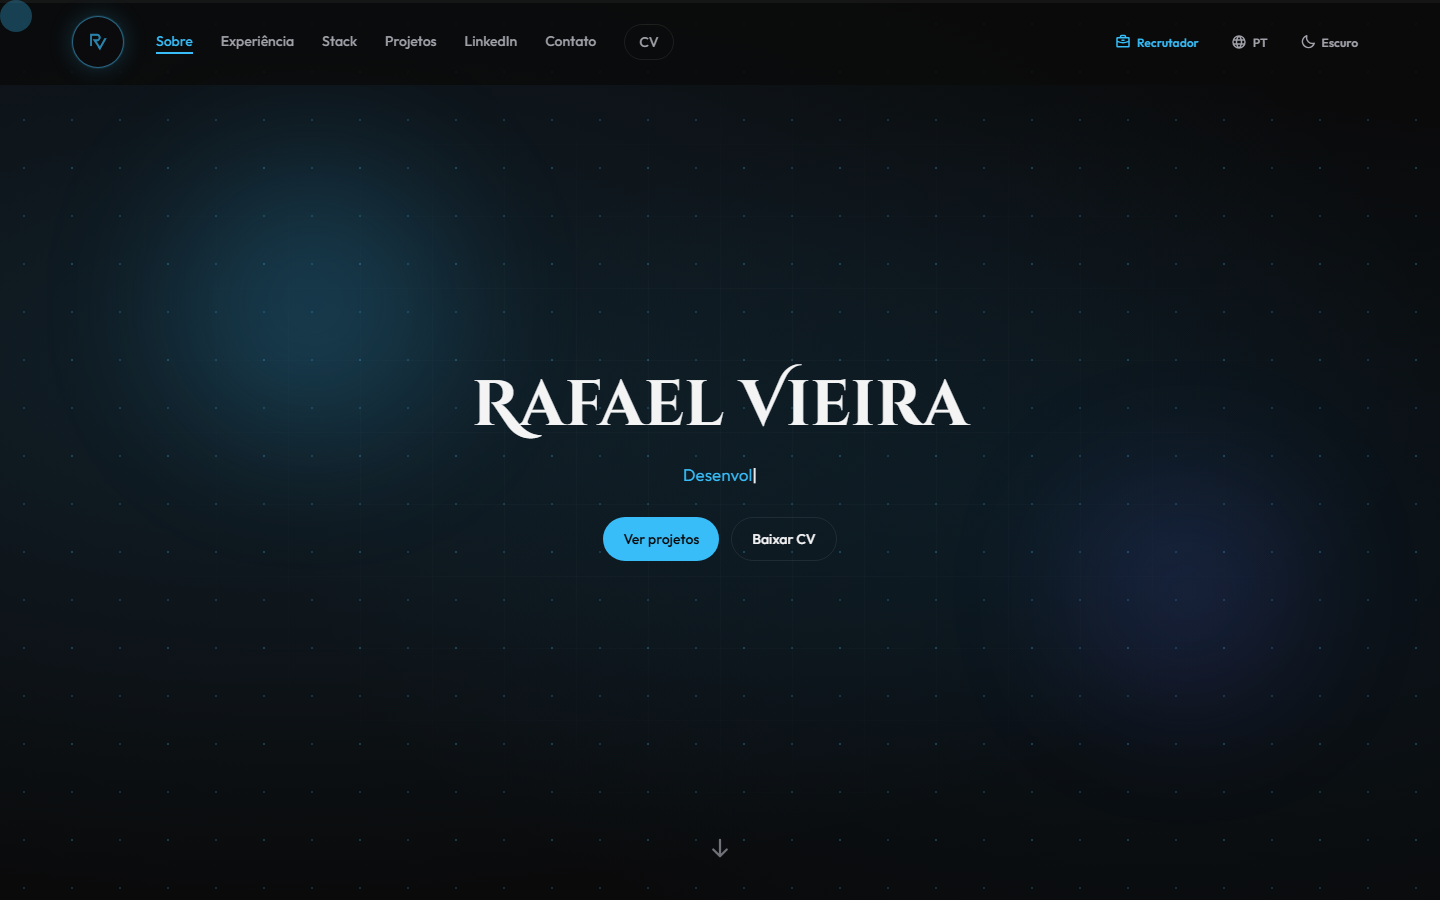 RV Sobre Experiência Stack Projetos LinkedIn Contato CV Recrutador PT Escuro
RAFAEL VIEIRA
Desenvol
Ver projetos Baixar CV